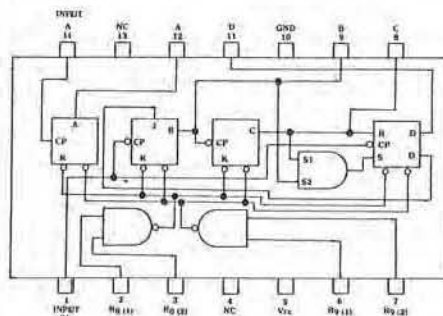 INPUT
A NC A D GND B C
14 13 12 11 10 9 8
A J B C R D
CP CP CP S1 CP
K K K S2 S D
1 2 3 4 5 6 7
INPUT R0 (1) R0 (2) NC Vcc R9 (1) R9 (2)